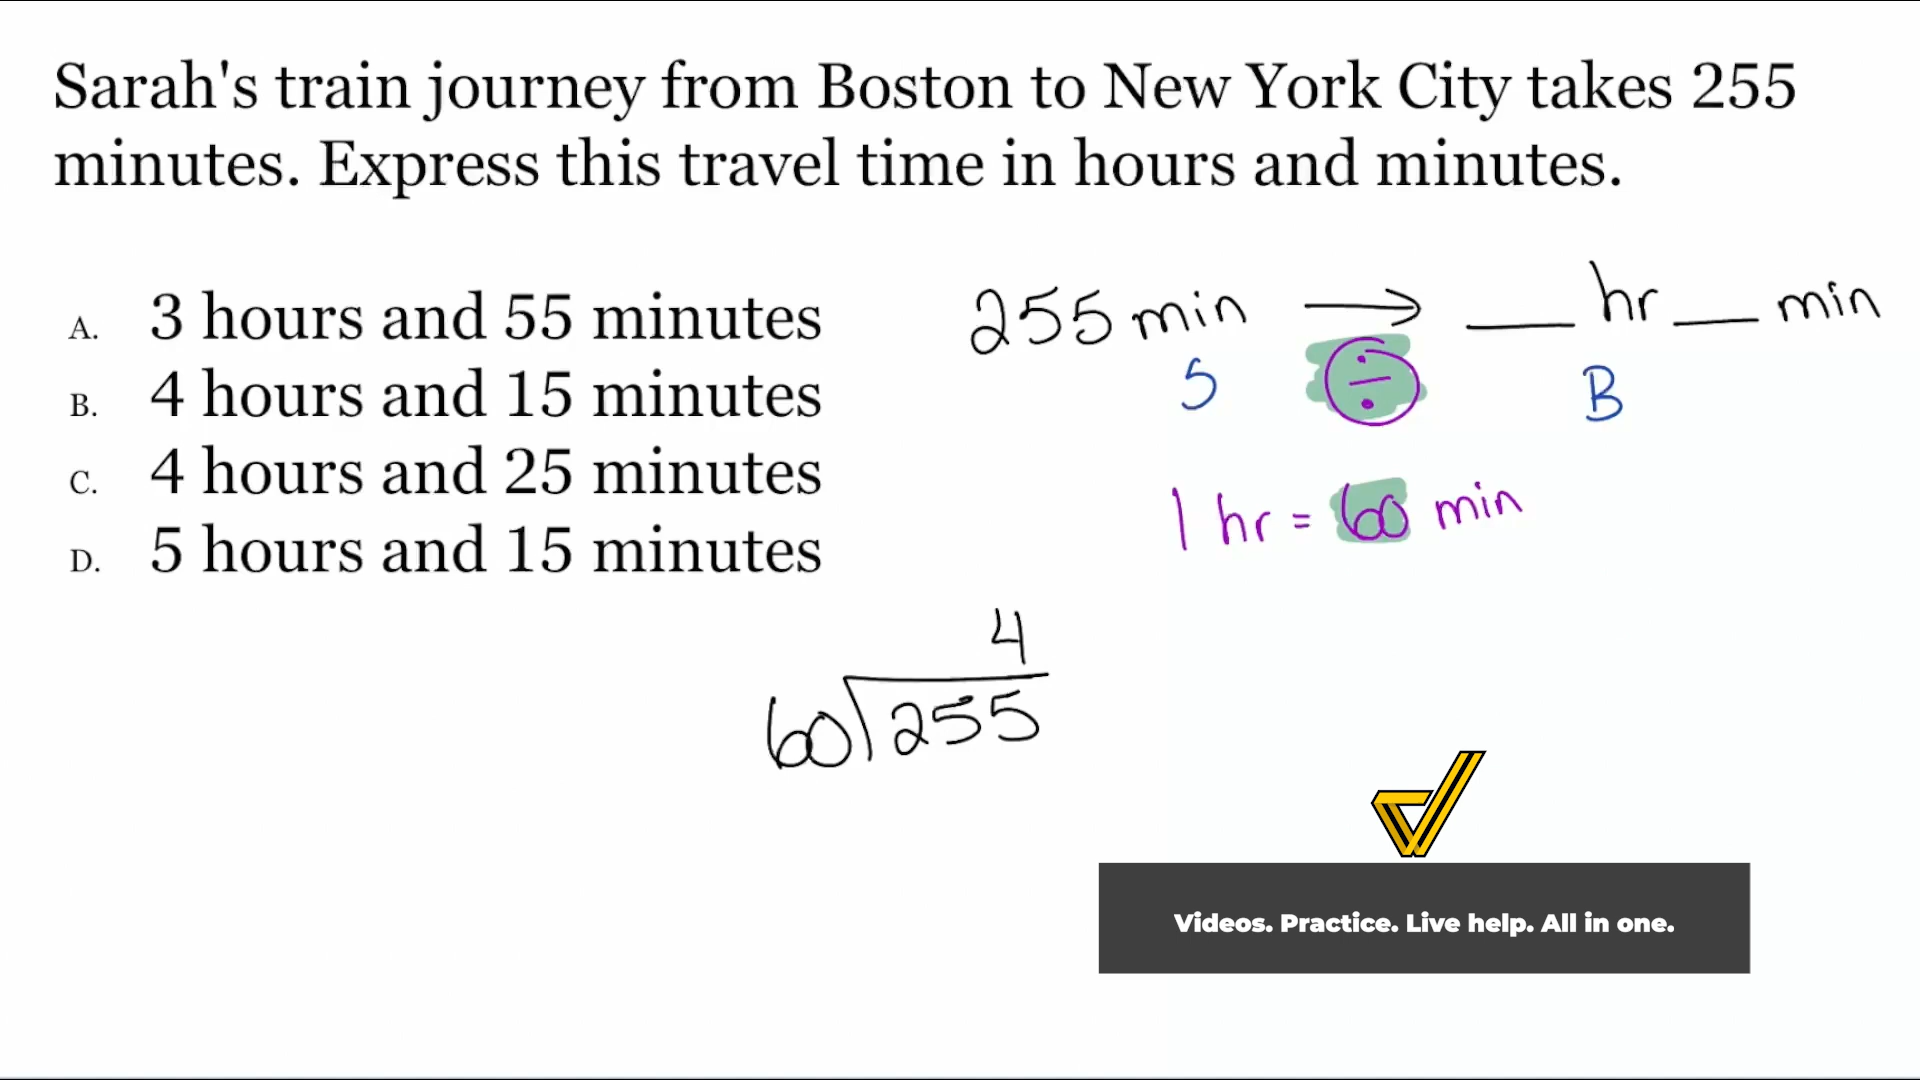 Sarah's train journey from Boston to New York City takes 255
minutes. Express this travel time in hours and minutes.
A. 3 hours and 55 minutes
B. 4 hours and 15 minutes
C. 4 hours and 25 minutes
D. 5 hours and 15 minutes
255 min → __ hr __ min
S ÷ B
1 hr = 60 min
4
60 255
Videos. Practice. Live help. All in one.